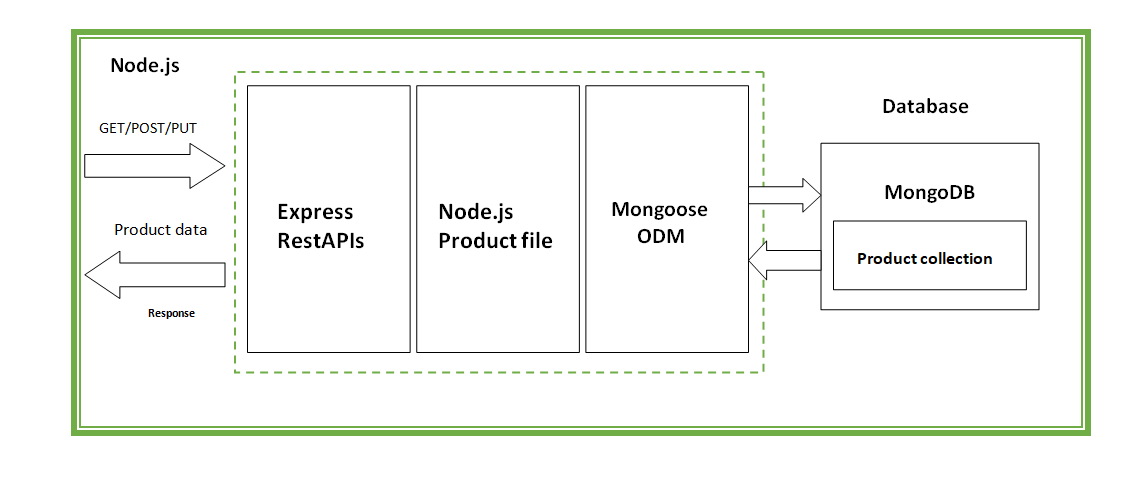 Node.js
GET/POST/PUT
Product data
Response
Express
RestAPIs
Node.js
Product file
Mongoose
ODM
Database
MongoDB
Product collection